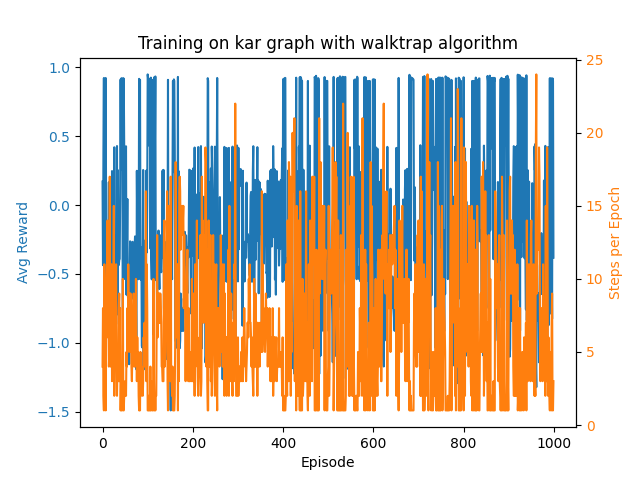 Training on kar graph with walktrap algorithm
1.0
0.5
0.0
−0.5
−1.0
−1.5
Avg Reward
25
20
15
10
5
0
Steps per Epoch
0 200 400 600 800 1000
Episode